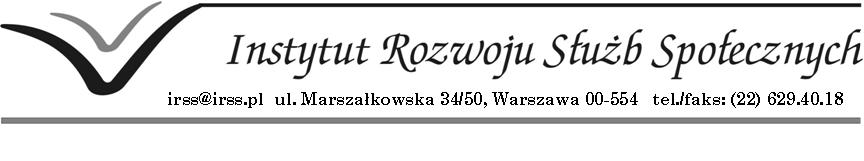 Instytut Rozwoju Służb Społecznych
irss@irss.pl ul. Marszałkowska 34/50, Warszawa 00-554 tel./faks: (22) 629.40.18